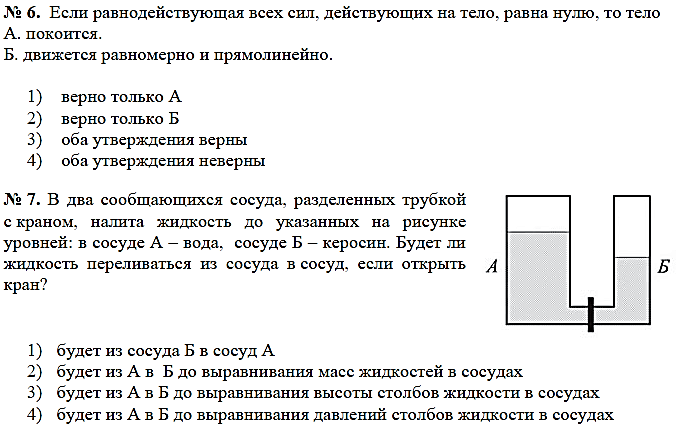 № 6. Если равнодействующая всех сил, действующих на тело, равна нулю, то тело
А. покоится.
Б. движется равномерно и прямолинейно.
1) верно только А
2) верно только Б
3) оба утверждения верны
4) оба утверждения неверны
№ 7. В два сообщающихся сосуда, разделенных трубкой
с краном, налита жидкость до указанных на рисунке
уровней: в сосуде А – вода, сосуде Б – керосин. Будет ли
жидкость переливаться из сосуда в сосуд, если открыть
кран?
А
Б
1) будет из сосуда Б в сосуд А
2) будет из А в Б до выравнивания масс жидкостей в сосудах
3) будет из А в Б до выравнивания высоты столбов жидкости в сосудах
4) будет из А в Б до выравнивания давлений столбов жидкости в сосудах